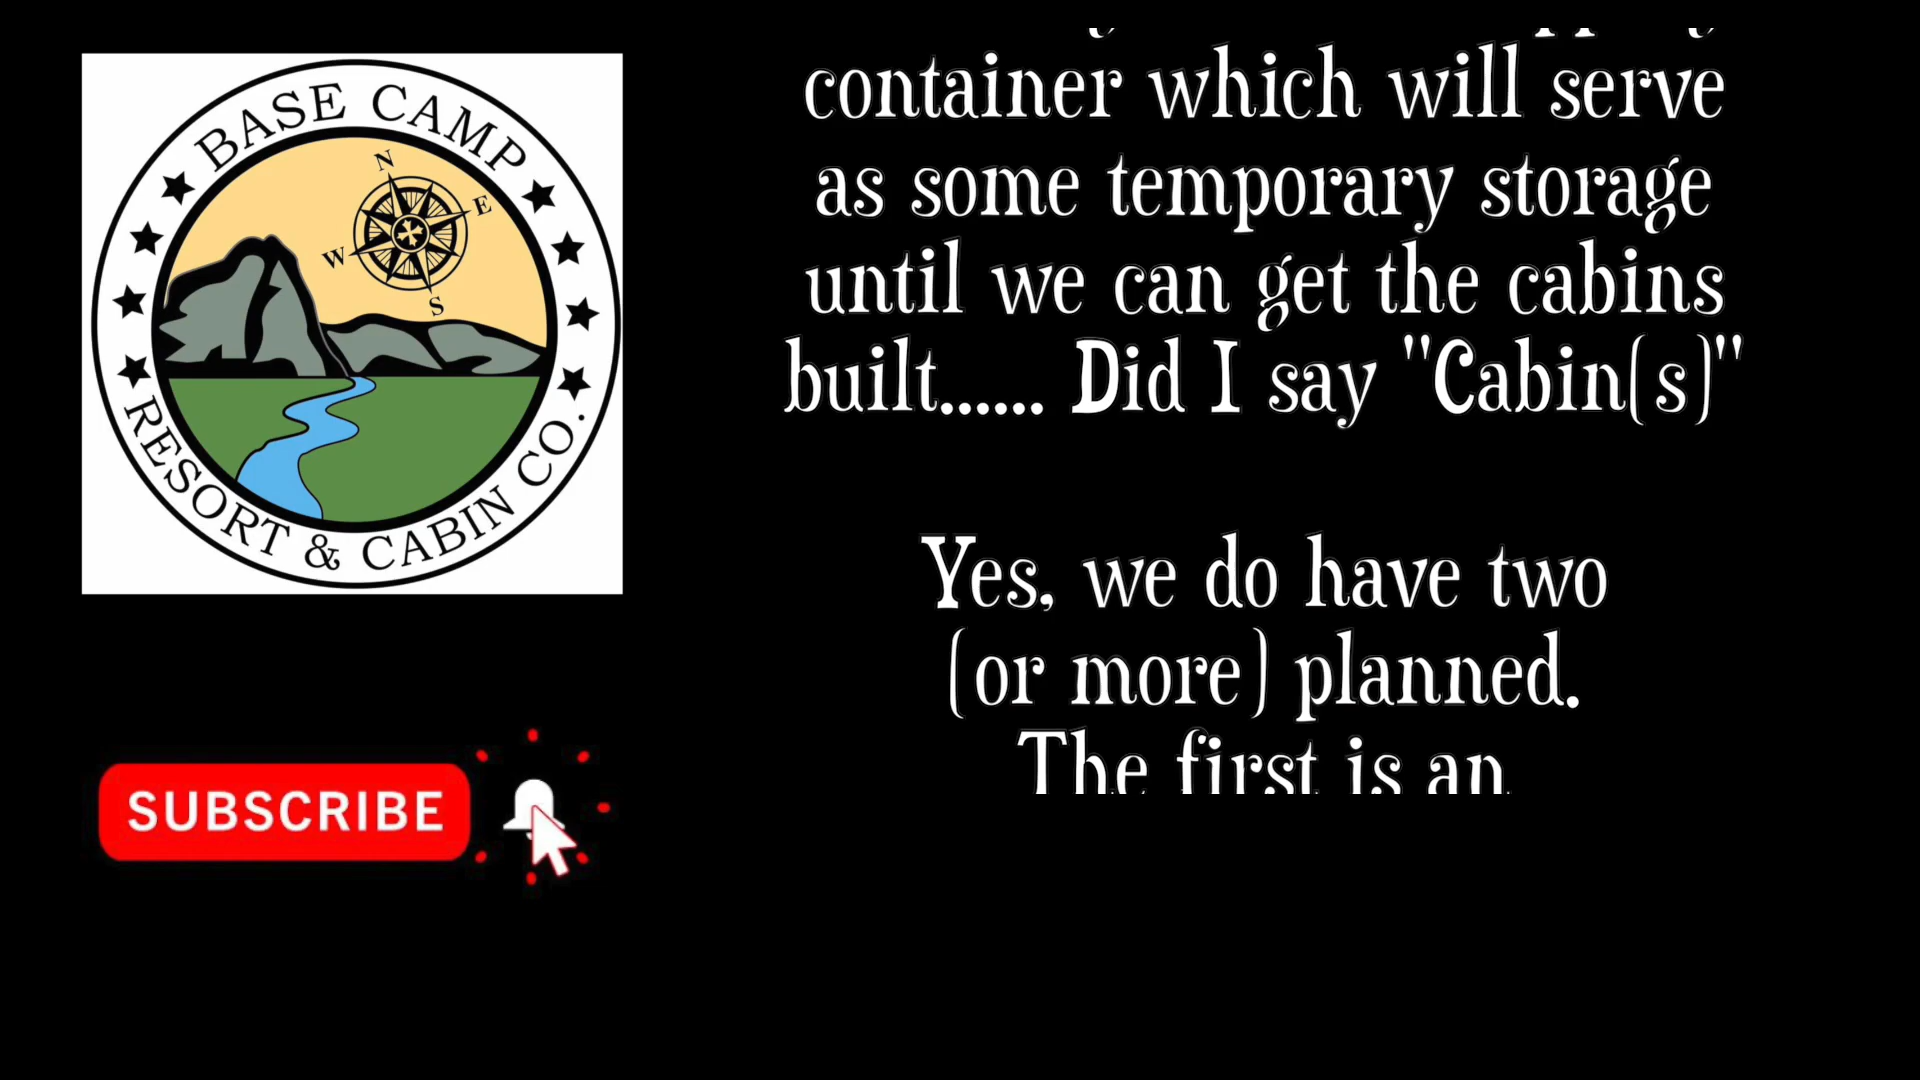 BASE CAMP
N
E
W
S
RESORT & CABIN CO.
SUBSCRIBE
container which will serve
as some temporary storage
until we can get the cabins
built...... Did I say "Cabin(s)"
Yes, we do have two
(or more) planned.
The first is an